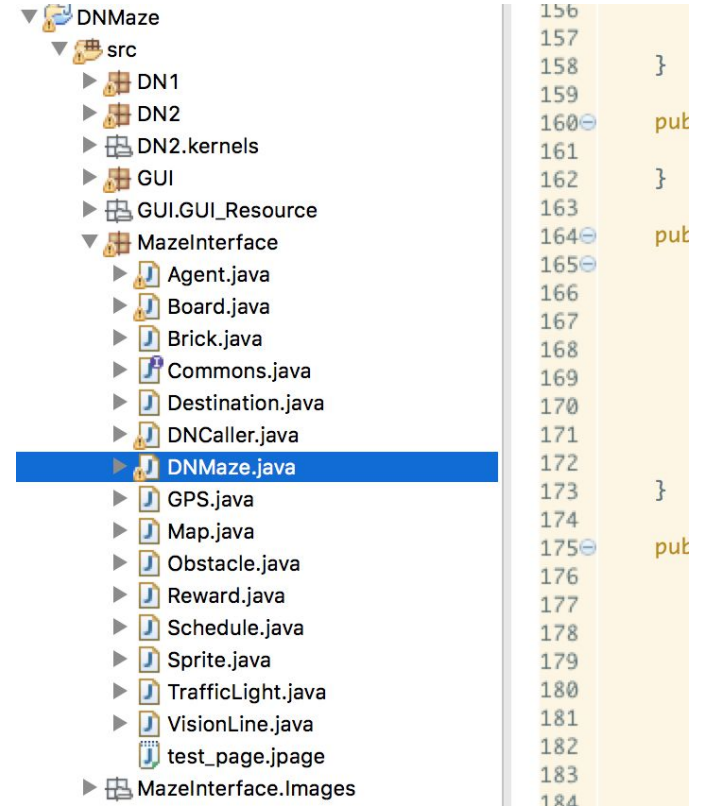 DNMaze
src
DN1
DN2
DN2.kernels
GUI
GUI.GUI_Resource
MazeInterface
Agent.java
Board.java
Brick.java
Commons.java
Destination.java
DNCaller.java
DNMaze.java
GPS.java
Map.java
Obstacle.java
Reward.java
Schedule.java
Sprite.java
TrafficLight.java
VisionLine.java
test_page.jpage
MazeInterface.Images
156
157
158 }
159
160 pub
161
162 }
163
164 pub
165
166
167
168
169
170
171
172
173 }
174
175 pub
176
177
178
179
180
181
182
183
184